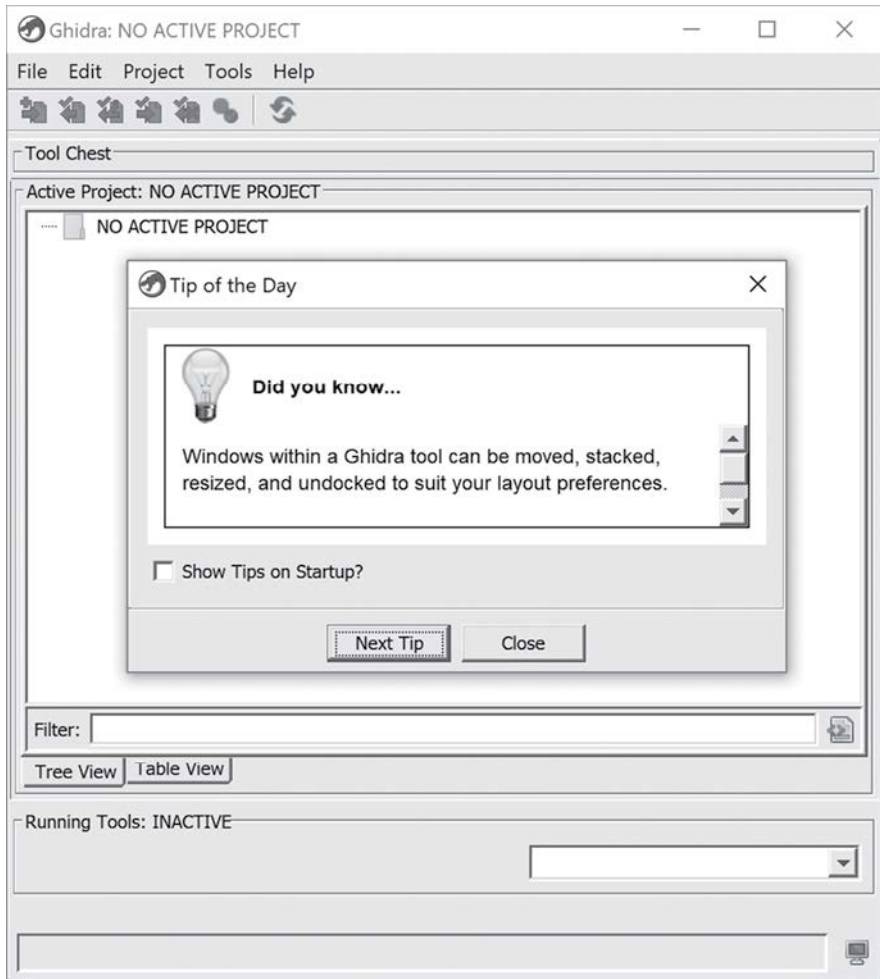 Ghidra: NO ACTIVE PROJECT
File Edit Project Tools Help
Tool Chest
Active Project: NO ACTIVE PROJECT
NO ACTIVE PROJECT
Tip of the Day
Did you know...
Windows within a Ghidra tool can be moved, stacked,
resized, and undocked to suit your layout preferences.
Show Tips on Startup?
Next Tip Close
Filter:
Tree View Table View
Running Tools: INACTIVE